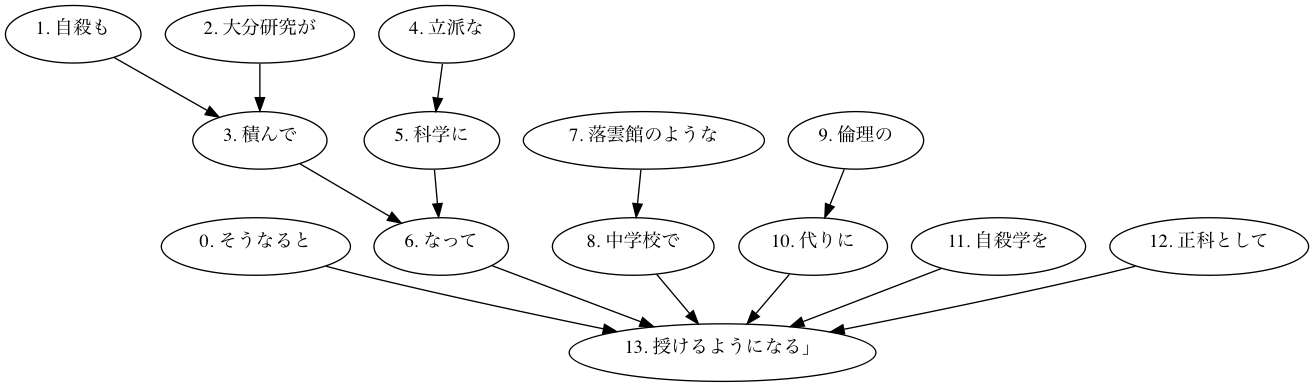 1. 自殺も
2. 大分研究が
4. 立派な
3. 積んで
5. 科学に
7. 落雲館のような
9. 倫理の
0. そうなると
6. なって
8. 中学校で
10. 代りに
11. 自殺学を
12. 正科として
13. 授けるようになる」